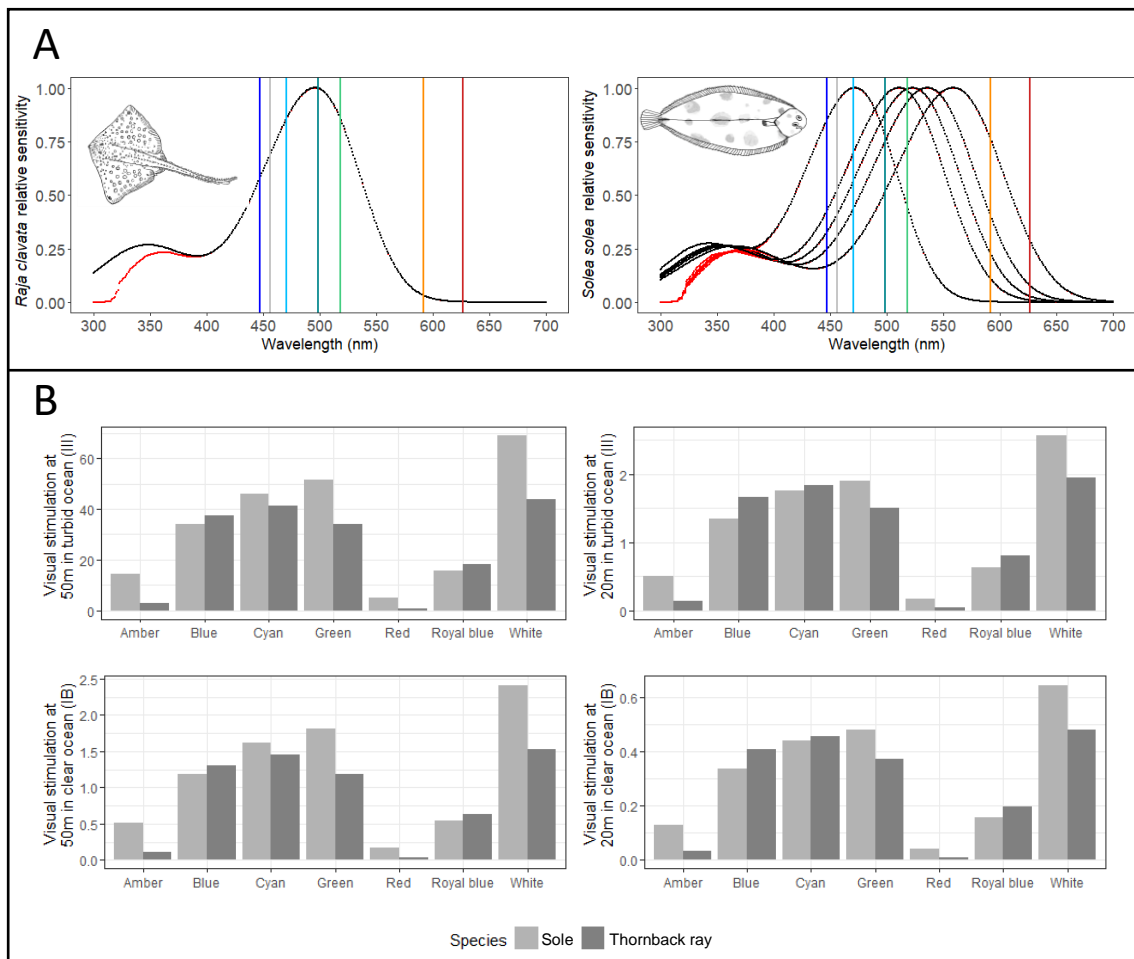 A
Raja clavata relative sensitivity
1.00
0.75
0.50
0.25
0.00
300 350 400 450 500 550 600 650 700
Wavelength (nm)
Solea solea relative sensitivity
1.00
0.75
0.50
0.25
0.00
300 350 400 450 500 550 600 650 700
Wavelength (nm)
B
Visual stimulation at
50m in turbid ocean (III)
60
40
20
0
Amber Blue Cyan Green Red Royal blue White
Visual stimulation at
20m in turbid ocean (III)
2
1
0
Amber Blue Cyan Green Red Royal blue White
Visual stimulation at
50m in clear ocean (IB)
2.5
2.0
1.5
1.0
0.5
0.0
Amber Blue Cyan Green Red Royal blue White
Visual stimulation at
20m in clear ocean (IB)
0.6
0.4
0.2
0.0
Amber Blue Cyan Green Red Royal blue White
Species Sole Thornback ray